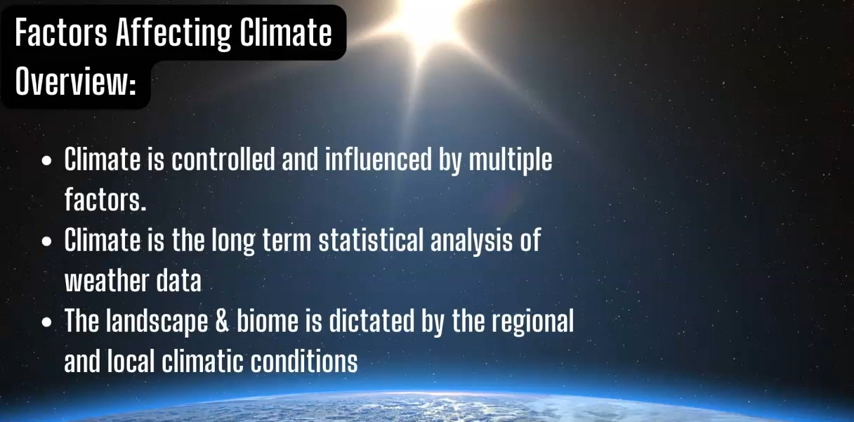 Factors Affecting Climate
Overview:
• Climate is controlled and influenced by multiple
factors.
• Climate is the long term statistical analysis of
weather data
• The landscape & biome is dictated by the regional
and local climatic conditions